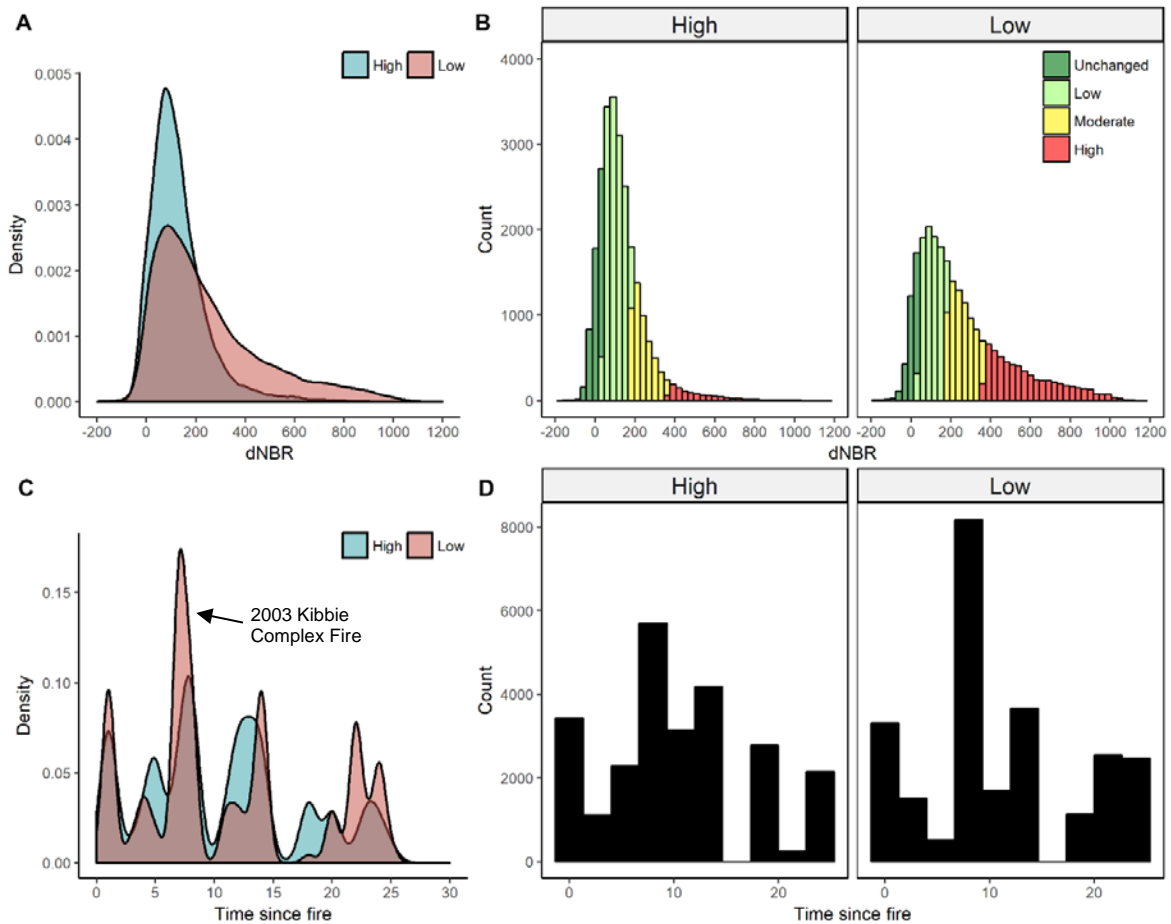 A
High Low
0.005
0.004
0.003
0.002
0.001
0.000
Density
-200 0 200 400 600 800 1000 1200
dNBR
B
High Low
Unchanged
Low
Moderate
High
4000
3000
2000
1000
0
Count
-200 0 200 400 600 800 1000 1200 -200 0 200 400 600 800 1000 1200
dNBR
C
High Low
2003 Kibbie
Complex Fire
0.15
0.10
0.05
0.00
Density
0 5 10 15 20 25 30
Time since fire
D
High Low
8000
6000
4000
2000
0
Count
0 10 20 0 10 20
Time since fire